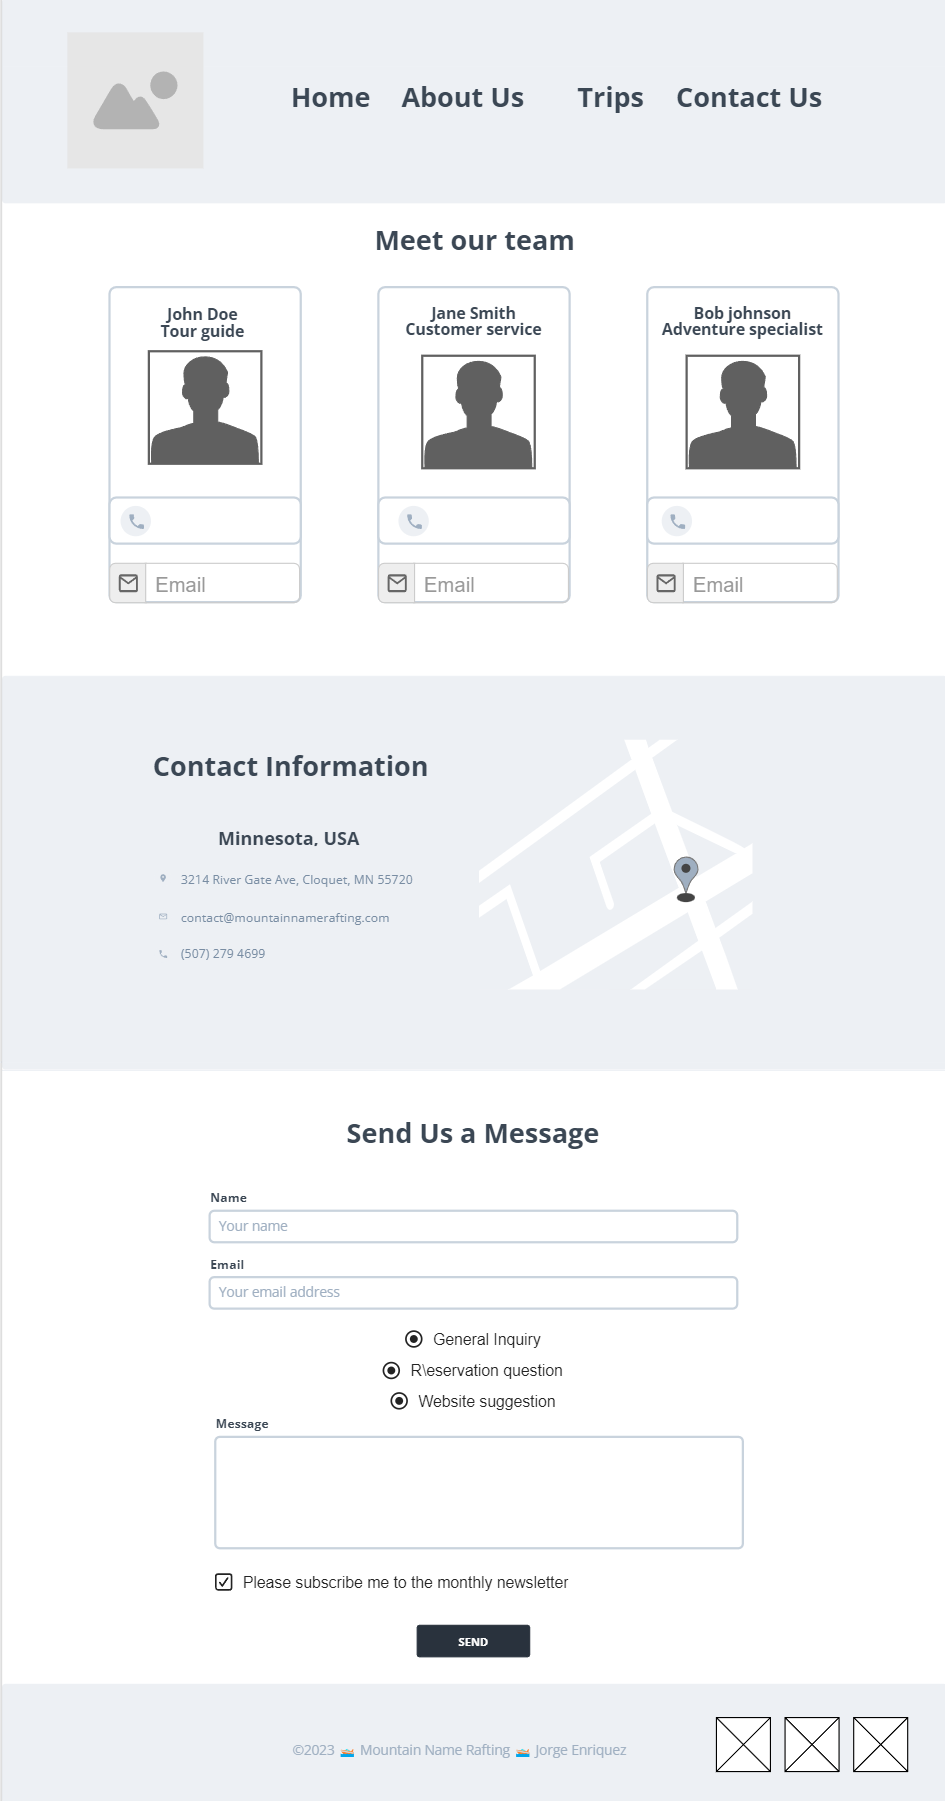 Home About Us Trips Contact Us
Meet our team
John Doe
Tour guide
Jane Smith
Customer service
Bob johnson
Adventure specialist
Email
Email
Email
Contact Information
Minnesota, USA
3214 River Gate Ave, Cloquet, MN 55720
contact@mountainnamerafting.com
(507) 279 4699
Send Us a Message
Name
Your name
Email
Your email address
General Inquiry
R\eservation question
Website suggestion
Message
Please subscribe me to the monthly newsletter
SEND
©2023 🏊 Mountain Name Rafting 🏊 Jorge Enriquez